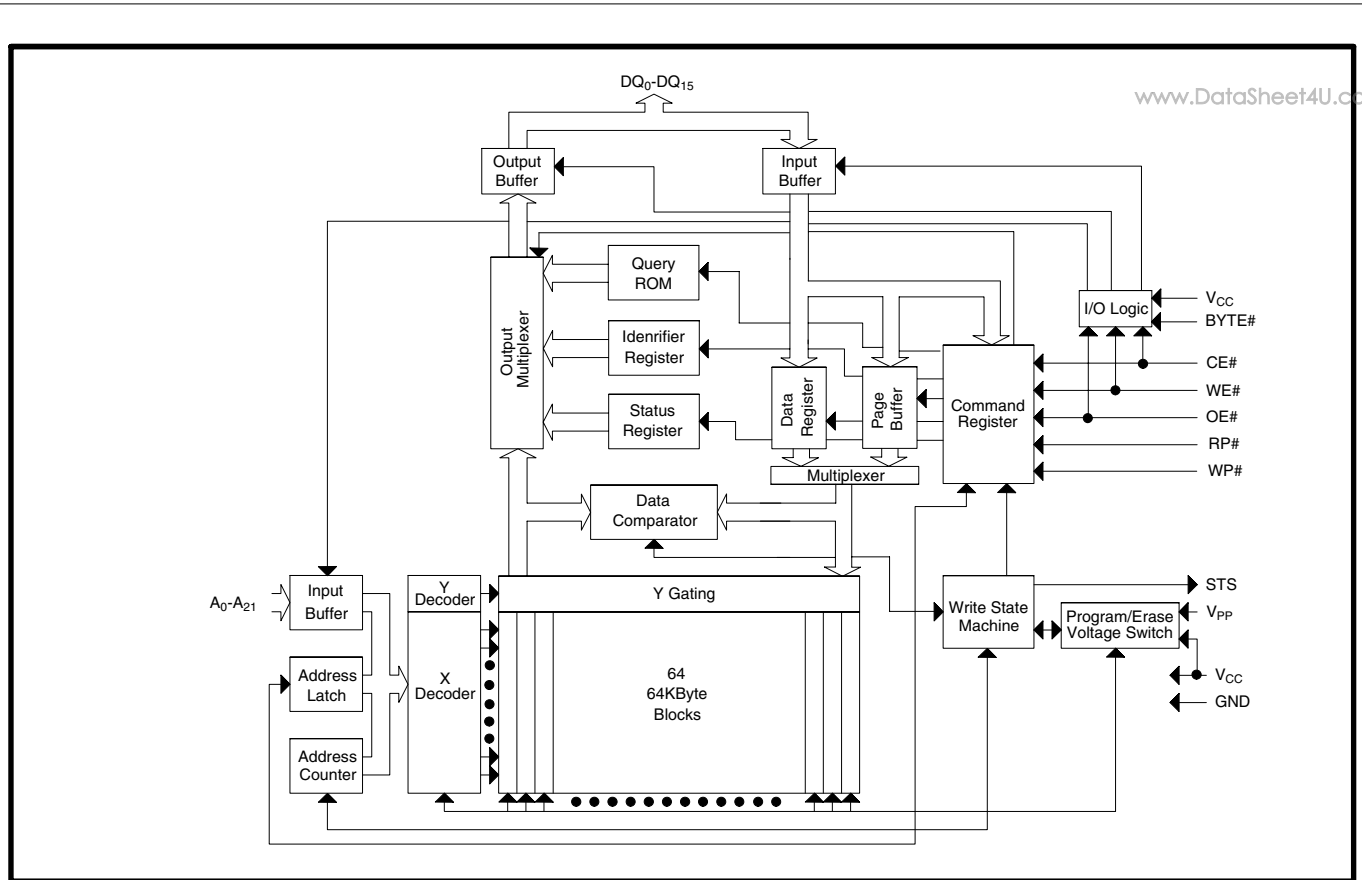 www.DataSheet4U.co
DQ0-DQ15
Output
Buffer
Input
Buffer
Query
ROM
Output
Multiplexer
Idenrifier
Register
Status
Register
Data
Register
Page
Buffer
Multiplexer
Command
Register
I/O Logic
VCC
BYTE#
CE#
WE#
OE#
RP#
WP#
Data
Comparator
A0-A21
Input
Buffer
Y
Decoder
Y Gating
Address
Latch
X
Decoder
64
64KByte
Blocks
Address
Counter
Write State
Machine
Program/Erase
Voltage Switch
STS
VPP
VCC
GND